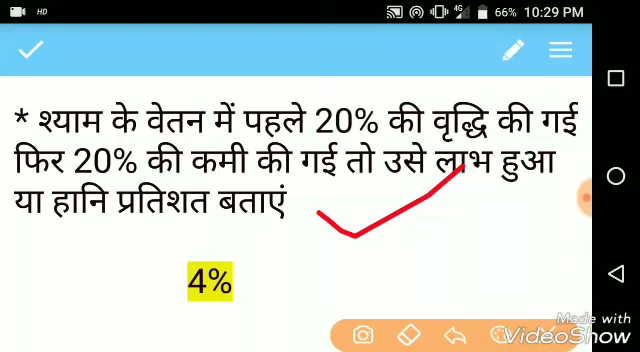 HD 4G 66% 10:29 PM
* श्याम के वेतन में पहले 20% की वृद्धि की गई
फिर 20% की कमी की गई तो उसे लाभ हुआ
या हानि प्रतिशत बताएं
4%
Made with
VideoShow